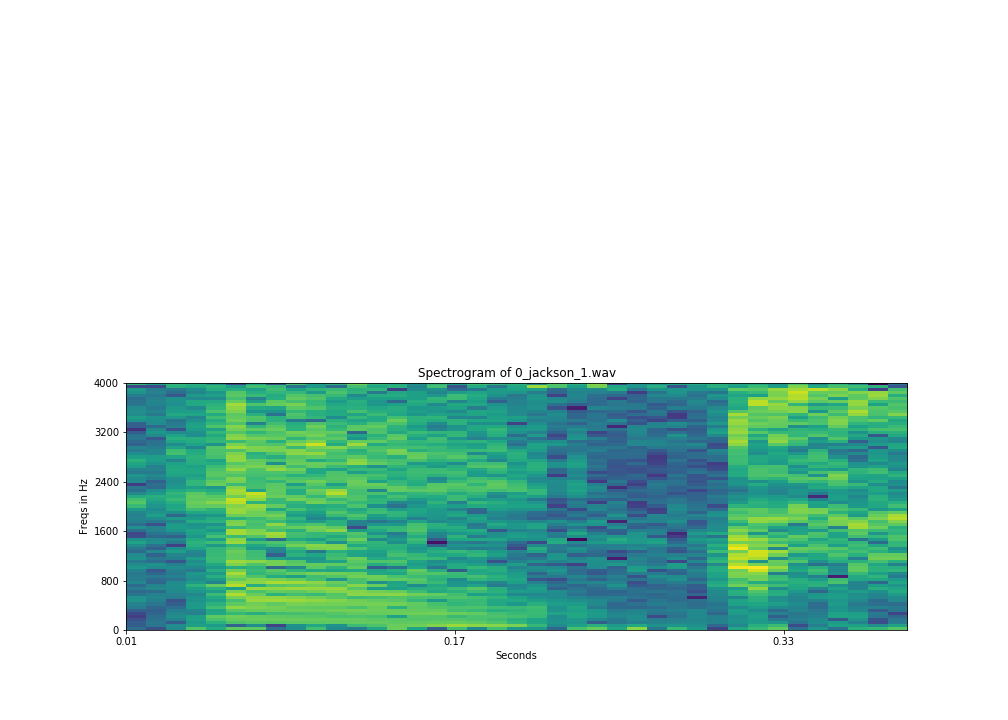 Spectrogram of 0_jackson_1.wav
4000
3200
2400
1600
800
0
Freqs in Hz
0.01 0.17 0.33
Seconds